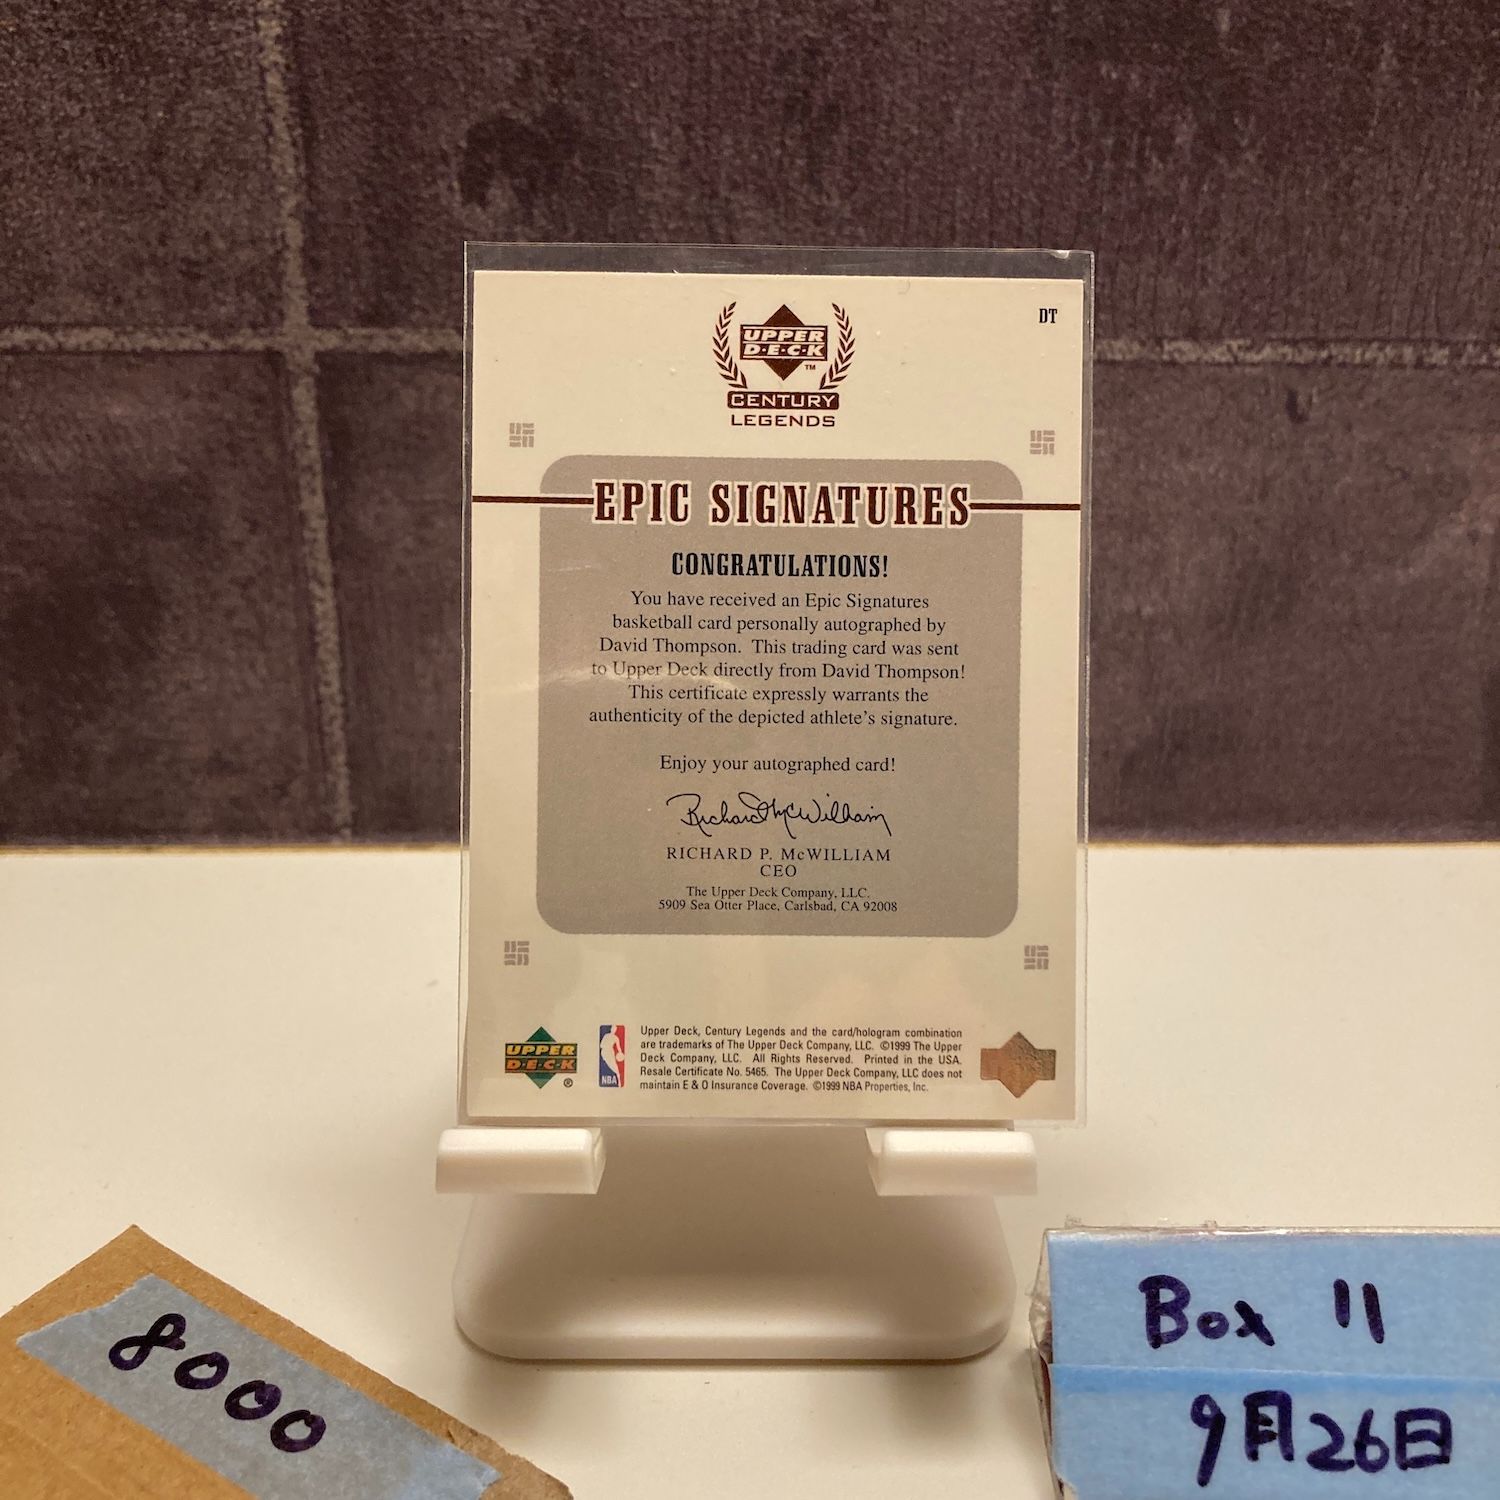 DT
UPPER
D·E·C·K
TM
CENTURY
LEGENDS
EPIC SIGNATURES
CONGRATULATIONS!
You have received an Epic Signatures
basketball card personally autographed by
David Thompson. This trading card was sent
to Upper Deck directly from David Thompson!
This certificate expressly warrants the
authenticity of the depicted athlete's signature.
Enjoy your autographed card!
Richard McWilliam
RICHARD P. McWILLIAM
CEO
The Upper Deck Company, LLC.
5909 Sea Otter Place, Carlsbad, CA 92008
UPPER
D·E·C·K
®
NBA
Upper Deck, Century Legends and the card/hologram combination
are trademarks of The Upper Deck Company, LLC. ©1999 The Upper
Deck Company, LLC. All Rights Reserved. Printed in the USA.
Resale Certificate No. 5465. The Upper Deck Company, LLC does not
maintain E & O Insurance Coverage. ©1999 NBA Properties, Inc.
8000
Box 11
9月26日